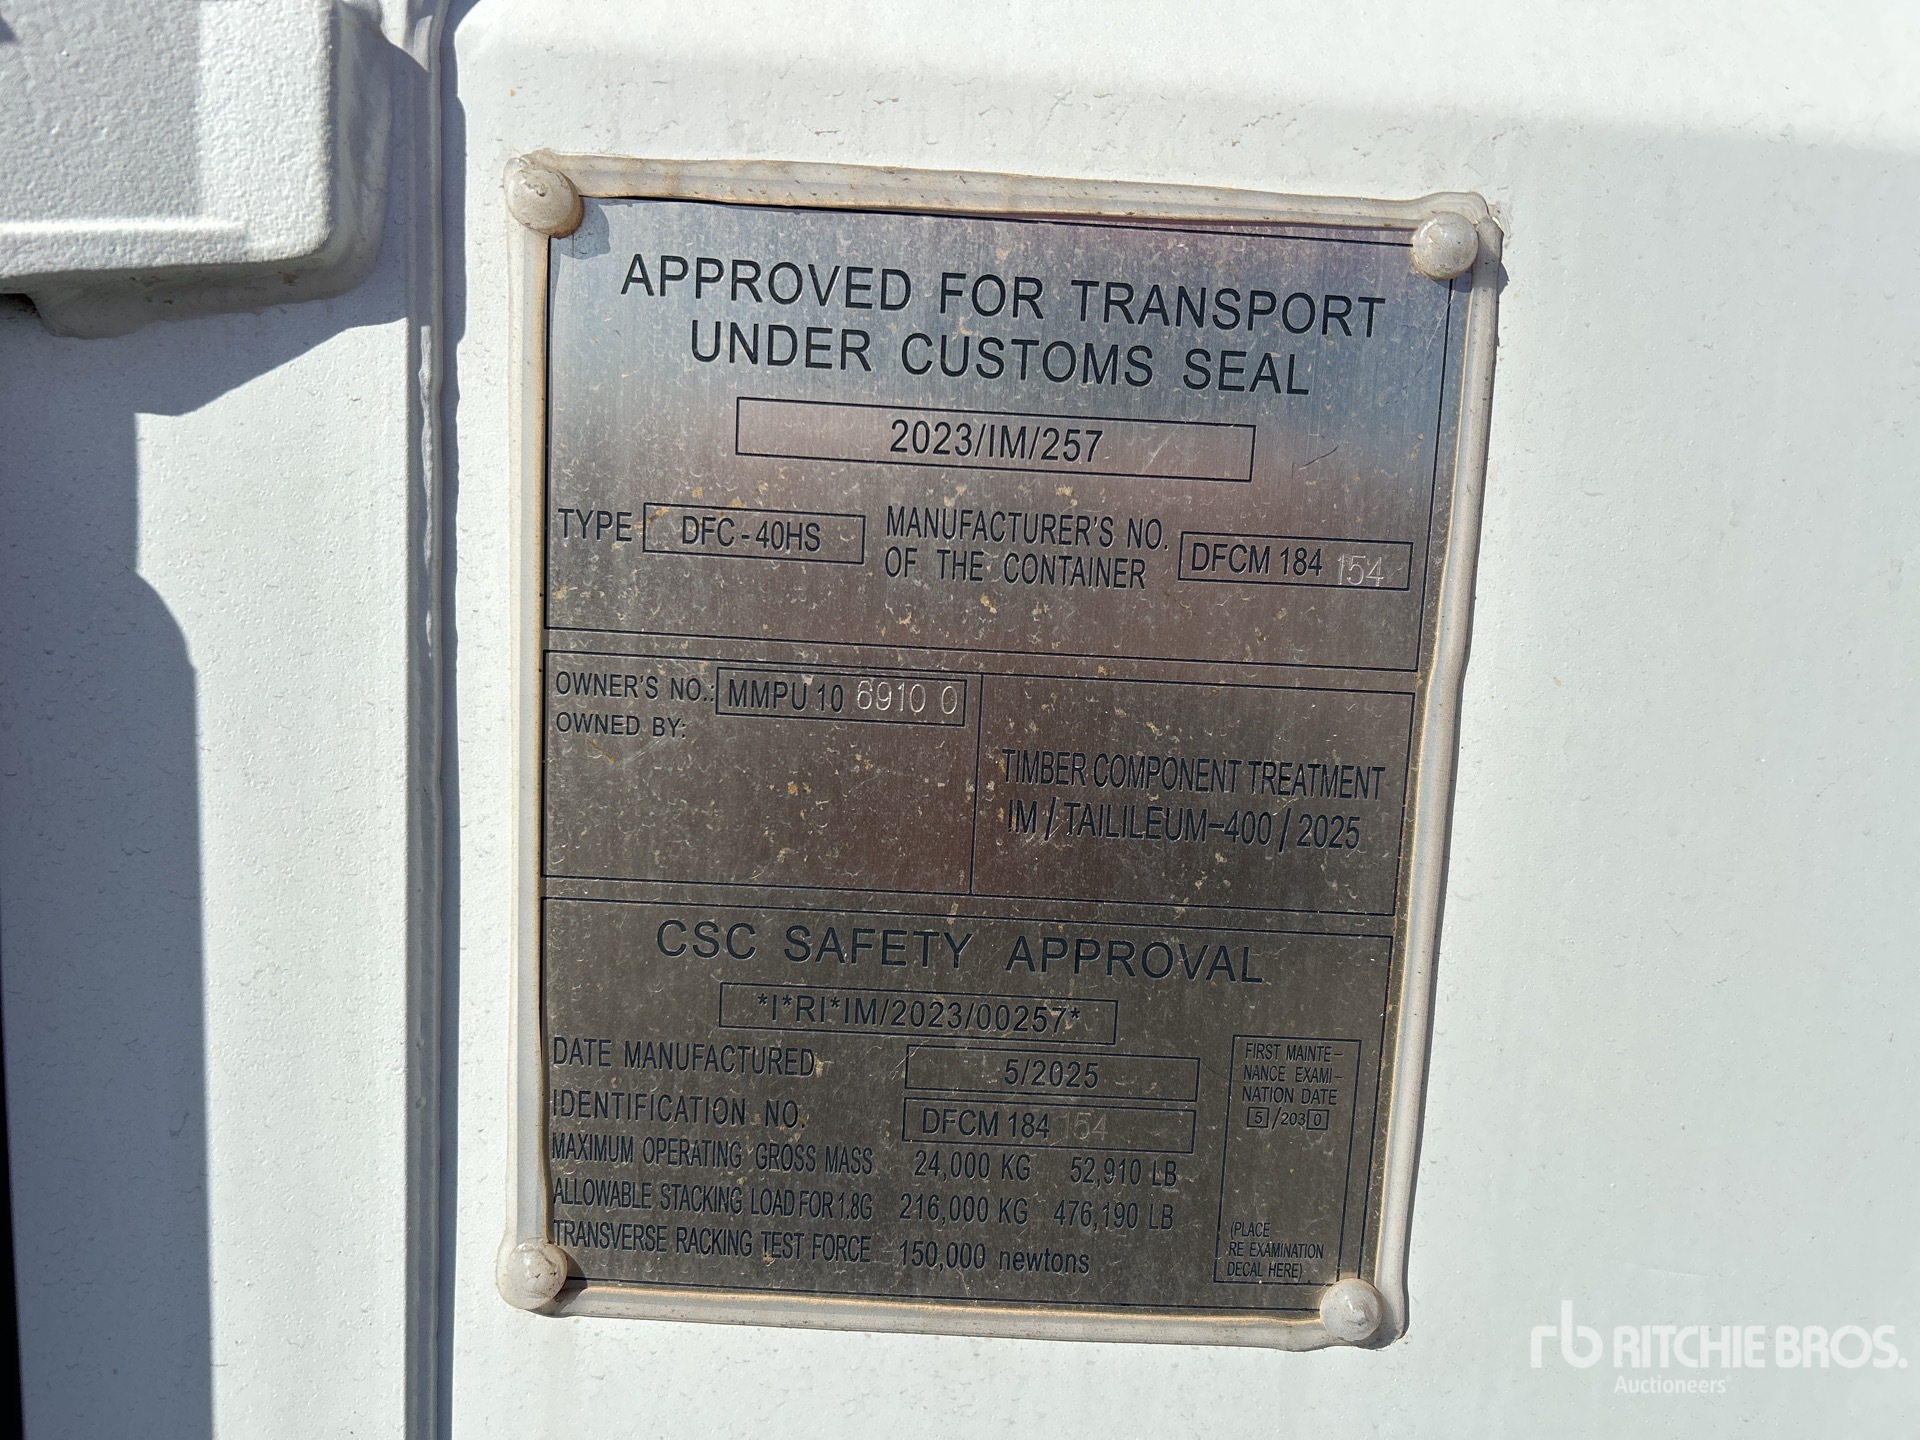 APPROVED FOR TRANSPORT
UNDER CUSTOMS SEAL
2023/IM/257
TYPE DFC-40HS MANUFACTURER'S NO. OF THE CONTAINER DFCM 184 154
OWNER'S NO.: MMPU 10 6910 0
OWNED BY:
TIMBER COMPONENT TREATMENT
IM/TAILILEUM-400/2025
CSC SAFETY APPROVAL
*I*RI*IM/2023/00257*
DATE MANUFACTURED 5/2025
IDENTIFICATION NO. DFCM 184 154
MAXIMUM OPERATING GROSS MASS 24,000 KG 52,910 LB
ALLOWABLE STACKING LOAD FOR 1.8G 216,000 KG 476,190 LB
TRANSVERSE RACKING TEST FORCE 150,000 newtons
FIRST MAINTE-
NANCE EXAMI-
NATION DATE
5/2030
(PLACE
RE EXAMINATION
DECAL HERE)
rb RITCHIE BROS.
Auctioneers